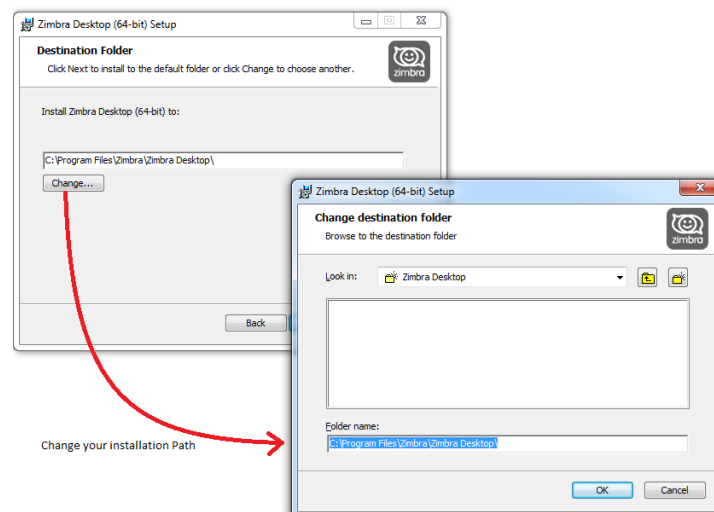 Zimbra Desktop (64-bit) Setup
Destination Folder
Click Next to install to the default folder or click Change to choose another.
zimbra
Install Zimbra Desktop (64-bit) to:
C:\Program Files\Zimbra\Zimbra Desktop\
Change...
Back
Zimbra Desktop (64-bit) Setup
Change destination folder
Browse to the destination folder
zimbra
Look in:
Zimbra Desktop
Folder name:
C:\Program Files\Zimbra\Zimbra Desktop\
OK
Cancel
Change your installation Path